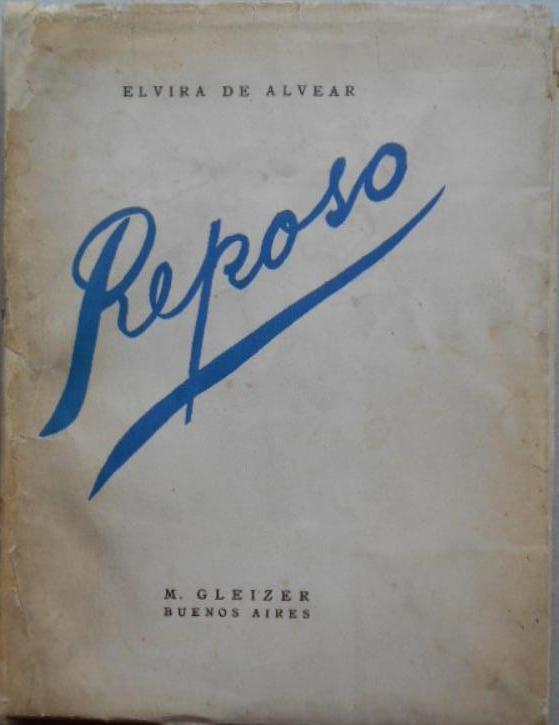 ELVIRA DE ALVEAR
Reposo
M. GLEIZER
BUENOS AIRES